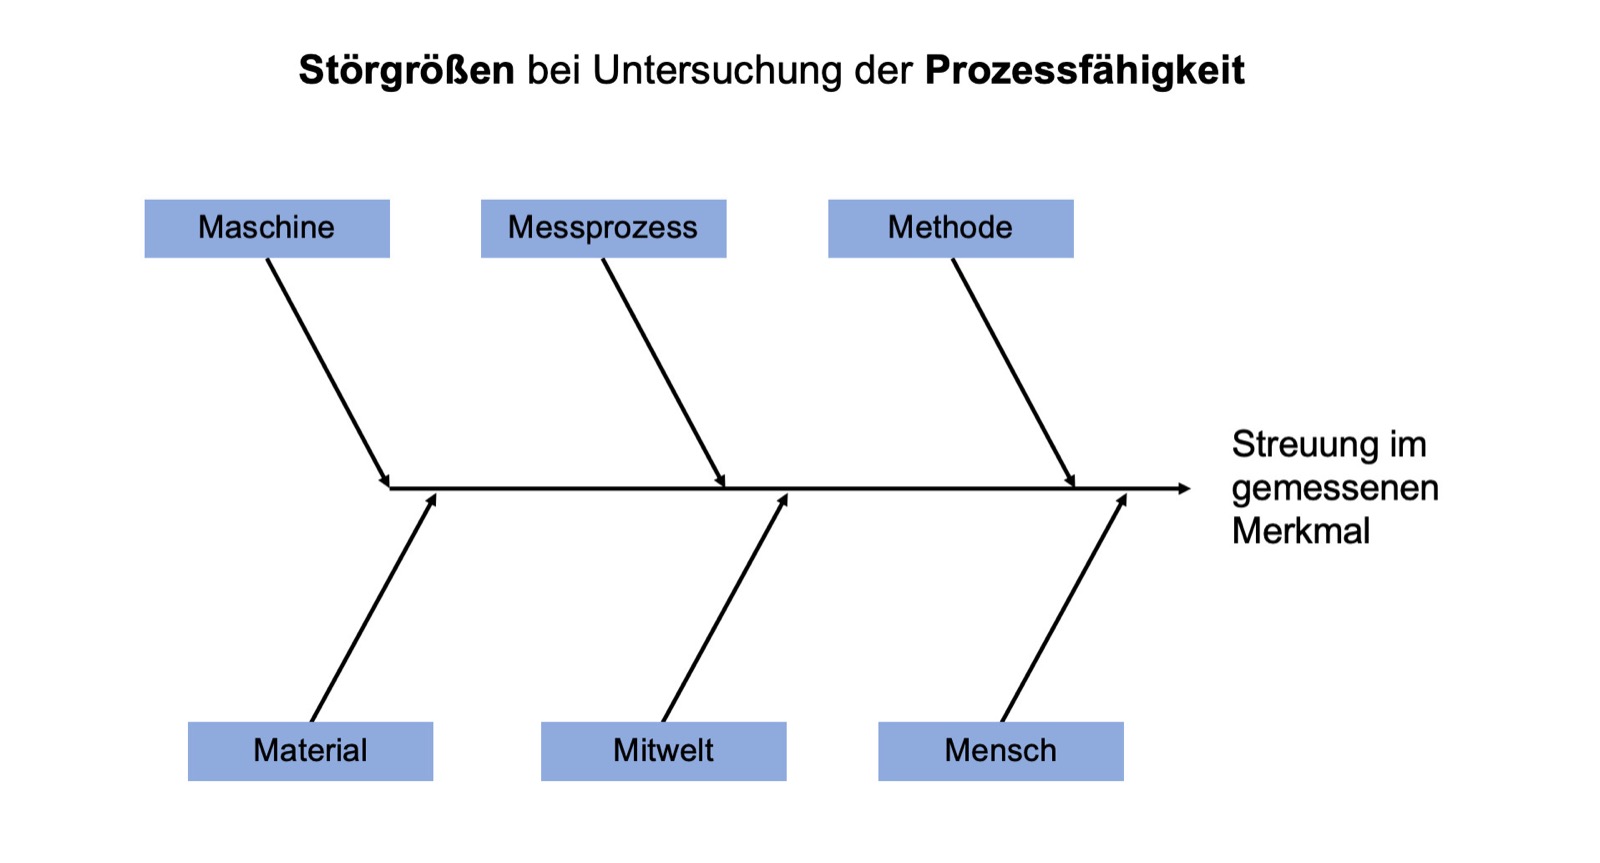 Störgrößen bei Untersuchung der Prozessfähigkeit
Maschine
Messprozess
Methode
Streuung im
gemessenen
Merkmal
Material
Mitwelt
Mensch